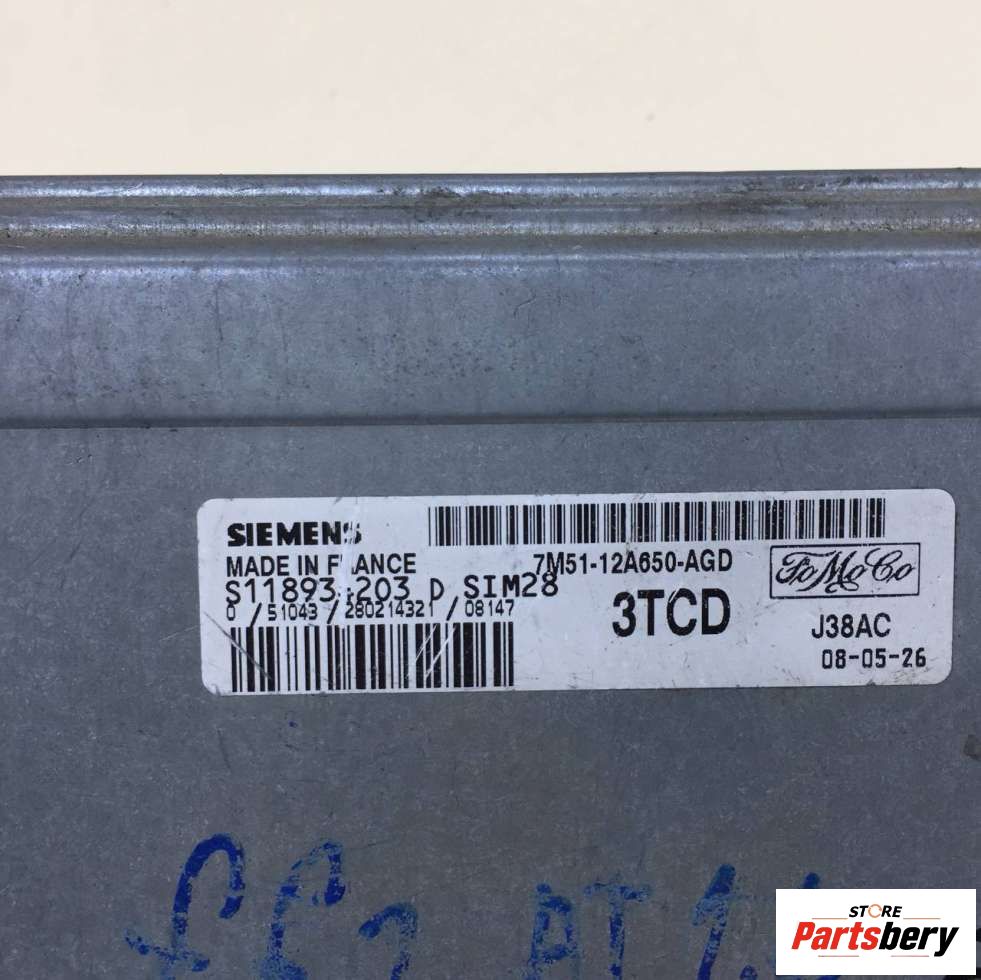 SIEMENS
MADE IN FRANCE
7M51-12A650-AGD
FoMoCo
S11893 203 D SIM28
0 / 51043 / 280214321 / 08147
3TCD
J38AC
08-05-26
AT
STORE
Partsbery